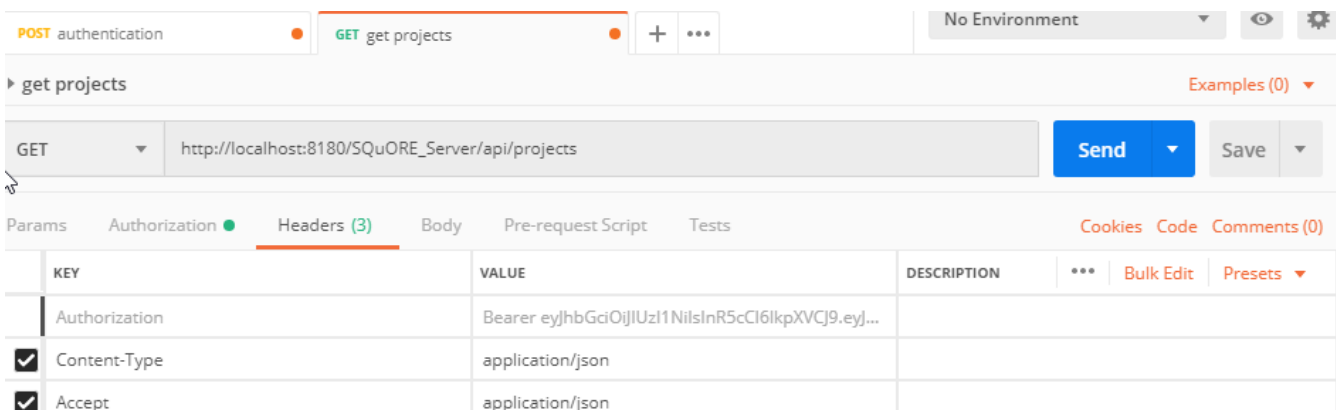 POST authentication GET get projects + ••• No Environment
get projects Examples (0)
GET http://localhost:8180/SQuORE_Server/api/projects Send Save
Params Authorization Headers (3) Body Pre-request Script Tests Cookies Code Comments (0)
KEY VALUE DESCRIPTION ••• Bulk Edit Presets
Authorization Bearer eyJhbGciOiJIUzI1NiIsInR5cCI6IkpXVCJ9.eyJ...
Content-Type application/json
Accept application/json